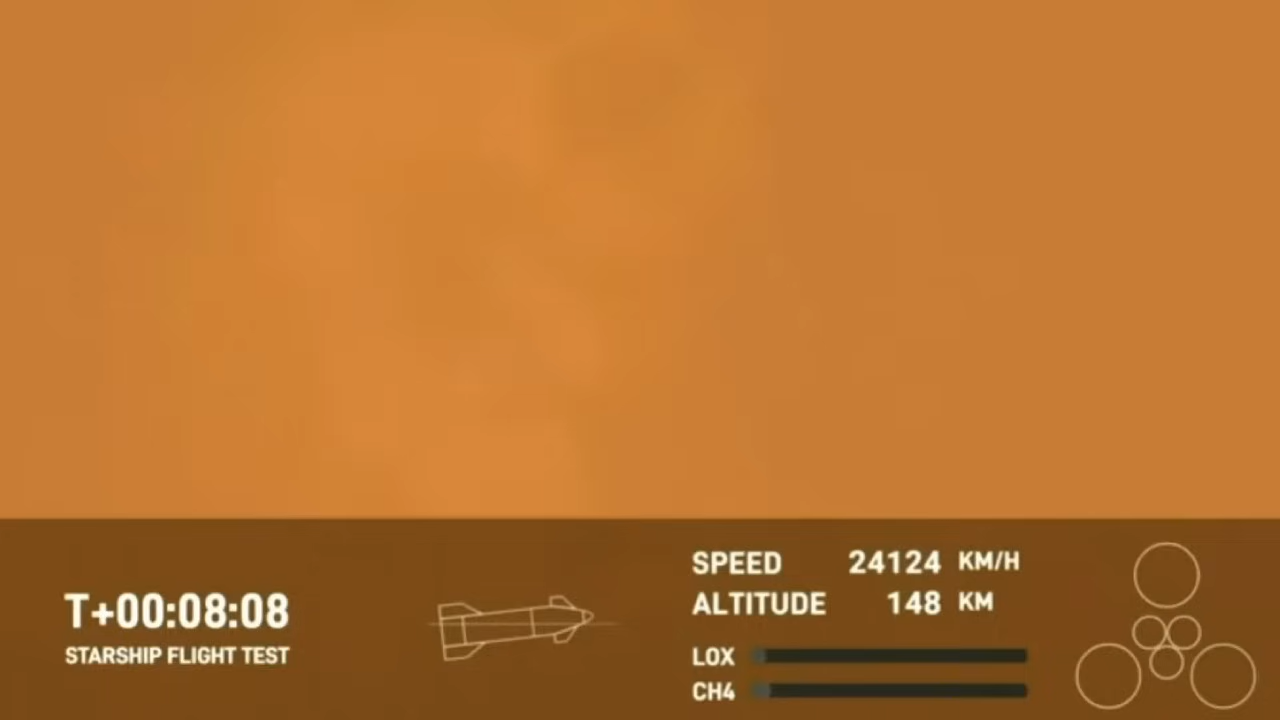 T+00:08:08
STARSHIP FLIGHT TEST
SPEED 24124 KM/H
ALTITUDE 148 KM
LOX
CH4